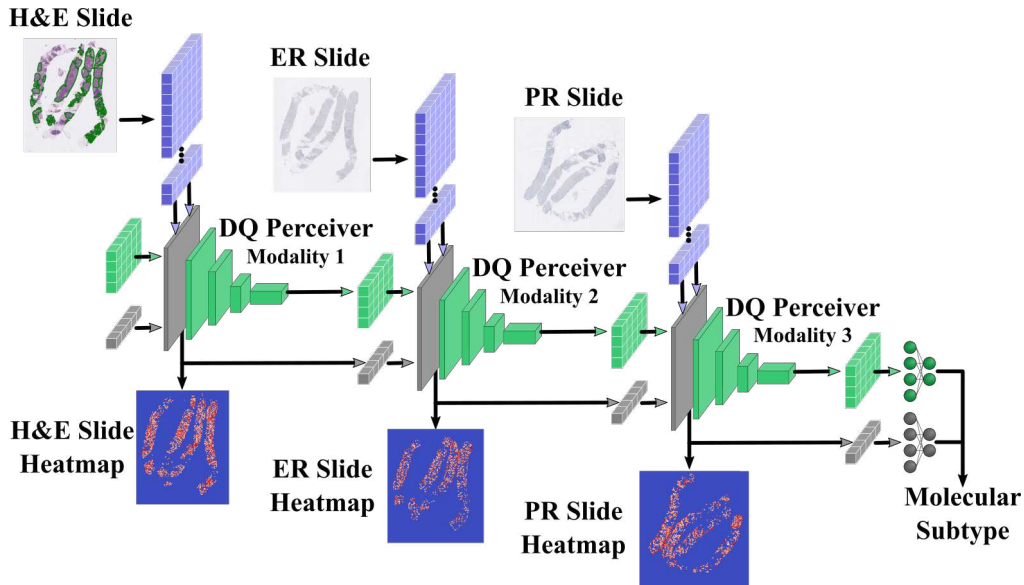 H&E Slide
ER Slide
PR Slide
DQ Perceiver
Modality 1
DQ Perceiver
Modality 2
DQ Perceiver
Modality 3
H&E Slide
Heatmap
ER Slide
Heatmap
PR Slide
Heatmap
Molecular
Subtype